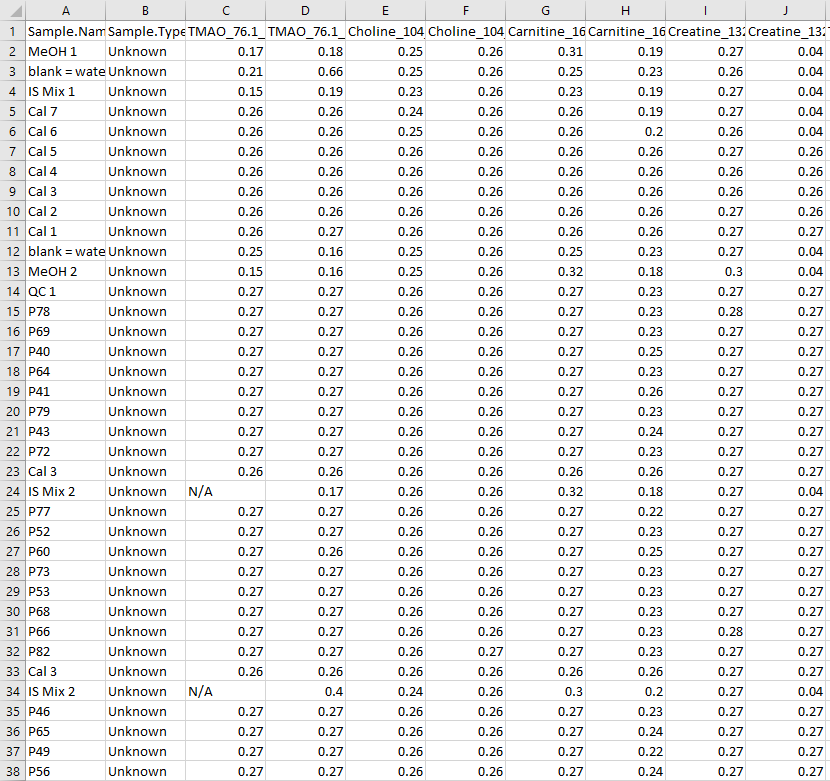 A B C D E F G H I J
1 Sample.Nam Sample.Type TMAO_76.1_ TMAO_76.1_ Choline_104 Choline_104 Carnitine_16 Carnitine_16 Creatine_132 Creatine_132
2 MeOH 1 Unknown 0.17 0.18 0.25 0.26 0.31 0.19 0.27 0.04
3 blank = wate Unknown 0.21 0.66 0.25 0.26 0.25 0.23 0.26 0.04
4 IS Mix 1 Unknown 0.15 0.19 0.23 0.26 0.23 0.19 0.27 0.04
5 Cal 7 Unknown 0.26 0.26 0.24 0.26 0.26 0.19 0.27 0.04
6 Cal 6 Unknown 0.26 0.26 0.25 0.26 0.26 0.2 0.26 0.04
7 Cal 5 Unknown 0.26 0.26 0.26 0.26 0.26 0.26 0.27 0.26
8 Cal 4 Unknown 0.26 0.26 0.26 0.26 0.26 0.26 0.26 0.26
9 Cal 3 Unknown 0.26 0.26 0.26 0.26 0.26 0.26 0.26 0.26
10 Cal 2 Unknown 0.26 0.26 0.26 0.26 0.26 0.26 0.27 0.26
11 Cal 1 Unknown 0.26 0.27 0.26 0.26 0.26 0.26 0.27 0.27
12 blank = wate Unknown 0.25 0.16 0.25 0.26 0.25 0.23 0.27 0.04
13 MeOH 2 Unknown 0.15 0.16 0.25 0.26 0.32 0.18 0.3 0.04
14 QC 1 Unknown 0.27 0.27 0.26 0.26 0.27 0.23 0.27 0.27
15 P78 Unknown 0.27 0.27 0.26 0.26 0.27 0.23 0.28 0.27
16 P69 Unknown 0.27 0.27 0.26 0.26 0.27 0.23 0.27 0.27
17 P40 Unknown 0.27 0.27 0.26 0.26 0.27 0.25 0.27 0.27
18 P64 Unknown 0.27 0.27 0.26 0.26 0.27 0.23 0.27 0.27
19 P41 Unknown 0.27 0.27 0.26 0.26 0.27 0.26 0.27 0.27
20 P79 Unknown 0.27 0.27 0.26 0.26 0.27 0.23 0.27 0.27
21 P43 Unknown 0.27 0.27 0.26 0.26 0.27 0.24 0.27 0.27
22 P72 Unknown 0.27 0.27 0.26 0.26 0.27 0.23 0.27 0.27
23 Cal 3 Unknown 0.26 0.26 0.26 0.26 0.26 0.26 0.27 0.27
24 IS Mix 2 Unknown N/A 0.17 0.26 0.26 0.32 0.18 0.27 0.04
25 P77 Unknown 0.27 0.27 0.26 0.26 0.27 0.22 0.27 0.27
26 P52 Unknown 0.27 0.27 0.26 0.26 0.27 0.23 0.27 0.27
27 P60 Unknown 0.27 0.26 0.26 0.26 0.27 0.25 0.27 0.27
28 P73 Unknown 0.27 0.27 0.26 0.26 0.27 0.23 0.27 0.27
29 P53 Unknown 0.27 0.27 0.26 0.26 0.27 0.23 0.27 0.27
30 P68 Unknown 0.27 0.27 0.26 0.26 0.27 0.23 0.27 0.27
31 P66 Unknown 0.27 0.27 0.26 0.26 0.27 0.23 0.28 0.27
32 P82 Unknown 0.27 0.27 0.26 0.27 0.27 0.23 0.27 0.27
33 Cal 3 Unknown 0.26 0.26 0.26 0.26 0.26 0.26 0.27 0.27
34 IS Mix 2 Unknown N/A 0.4 0.24 0.26 0.3 0.2 0.27 0.04
35 P46 Unknown 0.27 0.27 0.26 0.26 0.27 0.23 0.27 0.27
36 P65 Unknown 0.27 0.27 0.26 0.26 0.27 0.24 0.27 0.27
37 P49 Unknown 0.27 0.27 0.26 0.26 0.27 0.22 0.27 0.27
38 P56 Unknown 0.27 0.27 0.26 0.26 0.27 0.24 0.27 0.27